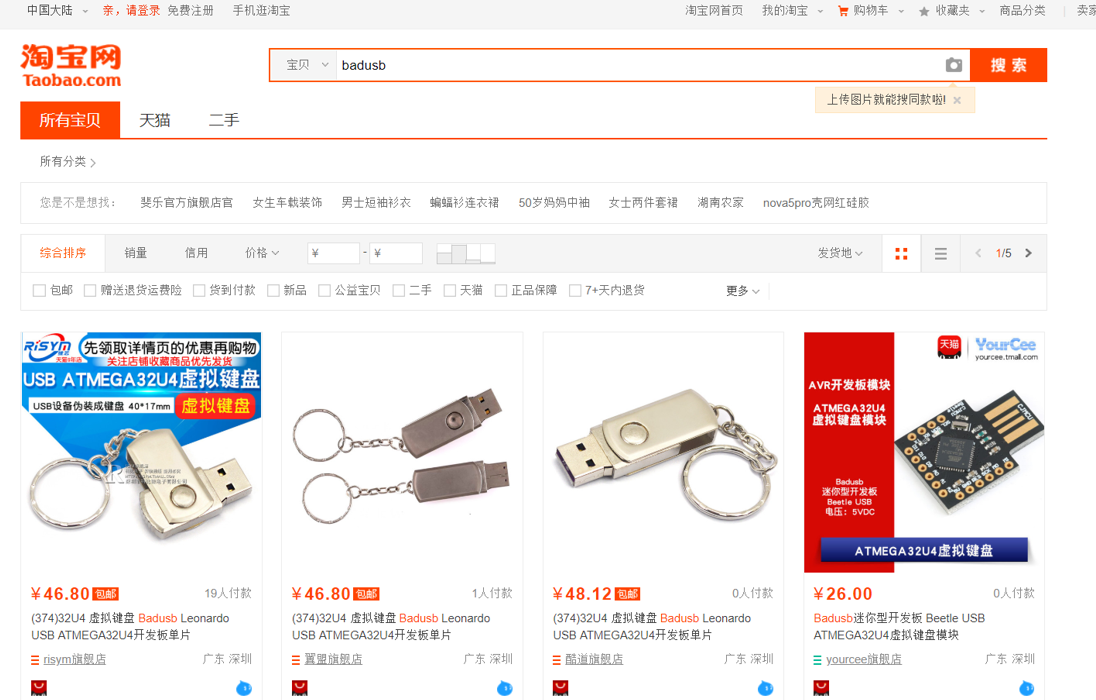 中国大陆 亲，请登录 免费注册 手机逛淘宝 淘宝网首页 我的淘宝 购物车 收藏夹 商品分类 卖家
淘宝网
Taobao.com
宝贝 badusb 搜 索
上传图片就能搜同款啦!
所有宝贝 天猫 二手
所有分类
您是不是想找: 斐乐官方旗舰店官 女生车载装饰 男士短袖衫衣 蝙蝠衫连衣裙 50岁妈妈中袖 女士两件套裙 湖南农家 nova5pro壳网红硅胶
综合排序 销量 信用 价格 ¥ - ¥ 发货地 1/5
包邮 赠送退货运费险 货到付款 新品 公益宝贝 二手 天猫 正品保障 7+天内退货 更多
RISYM
先领取详情页的优惠再购物
关注店铺收藏商品优先发货
USB ATMEGA32U4虚拟键盘
USB设备伪装成键盘 40*17mm 虚拟键盘
天猫 YourCee
yourcee.tmall.com
AVR开发板模块
ATMEGA32U4
虚拟键盘模块
Badusb
迷你型开发板
Beetle USB
电压：5VDC
ATMEGA32U4虚拟键盘
¥46.80 包邮 19人付款
(374)32U4 虚拟键盘 Badusb Leonardo
USB ATMEGA32U4开发板单片
risym旗舰店 广东 深圳
¥46.80 包邮 1人付款
(374)32U4 虚拟键盘 Badusb Leonardo
USB ATMEGA32U4开发板单片
翼盟旗舰店 广东 深圳
¥48.12 包邮 0人付款
(374)32U4 虚拟键盘 Badusb Leonardo
USB ATMEGA32U4开发板单片
酷道旗舰店 广东 深圳
¥26.00 0人付款
Badusb迷你型开发板 Beetle USB
ATMEGA32U4虚拟键盘模块
yourcee旗舰店 广东 深圳